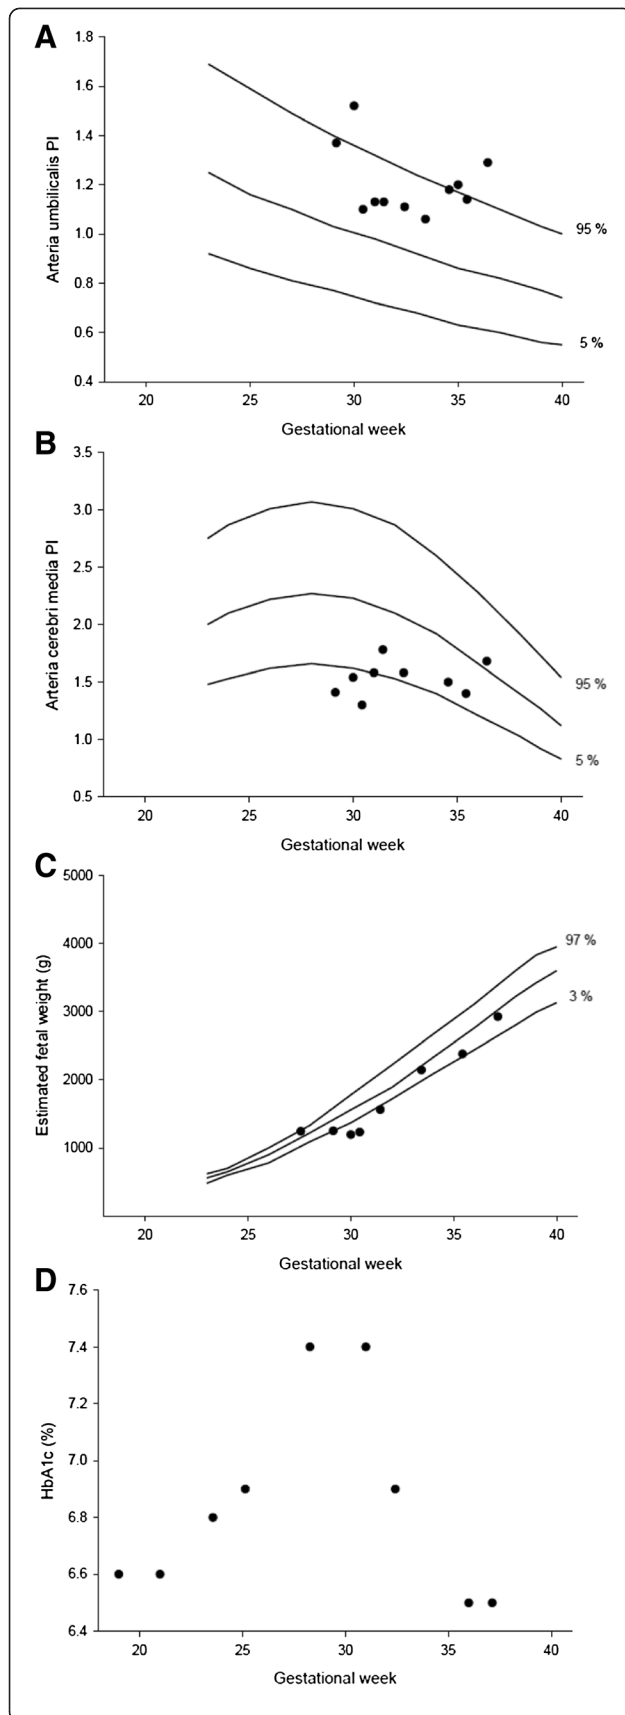 A
1.8
1.6
1.4
1.2
1.0
0.8
0.6
0.4
Arteria umbilicalis PI
95 %
5 %
20 25 30 35 40
Gestational week
B
3.5
3.0
2.5
2.0
1.5
1.0
0.5
Arteria cerebri media PI
95 %
5 %
20 25 30 35 40
Gestational week
C
5000
4000
3000
2000
1000
Estimated fetal weight (g)
97 %
3 %
20 25 30 35 40
Gestational week
D
7.6
7.4
7.2
7.0
6.8
6.6
6.4
HbA1c (%)
20 25 30 35 40
Gestational week